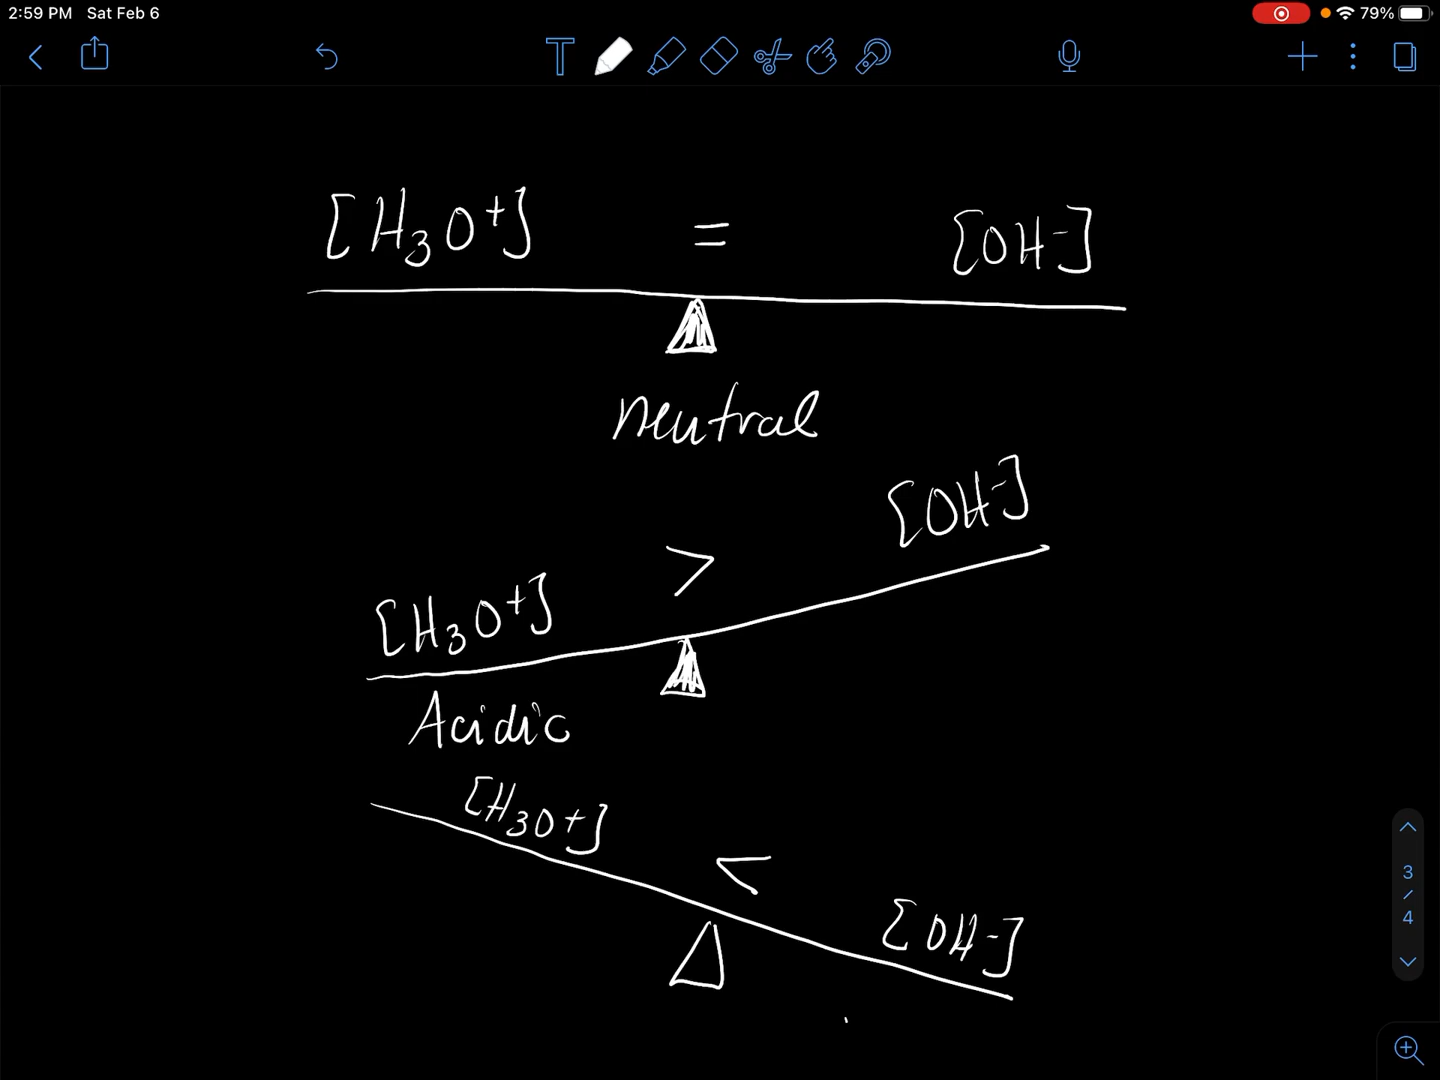 2:59 PM Sat Feb 6
79%
T
[H3O+] = [OH-]
neutral
[H3O+] > [OH-]
Acidic
[H3O+] < [OH-]
3
/
4